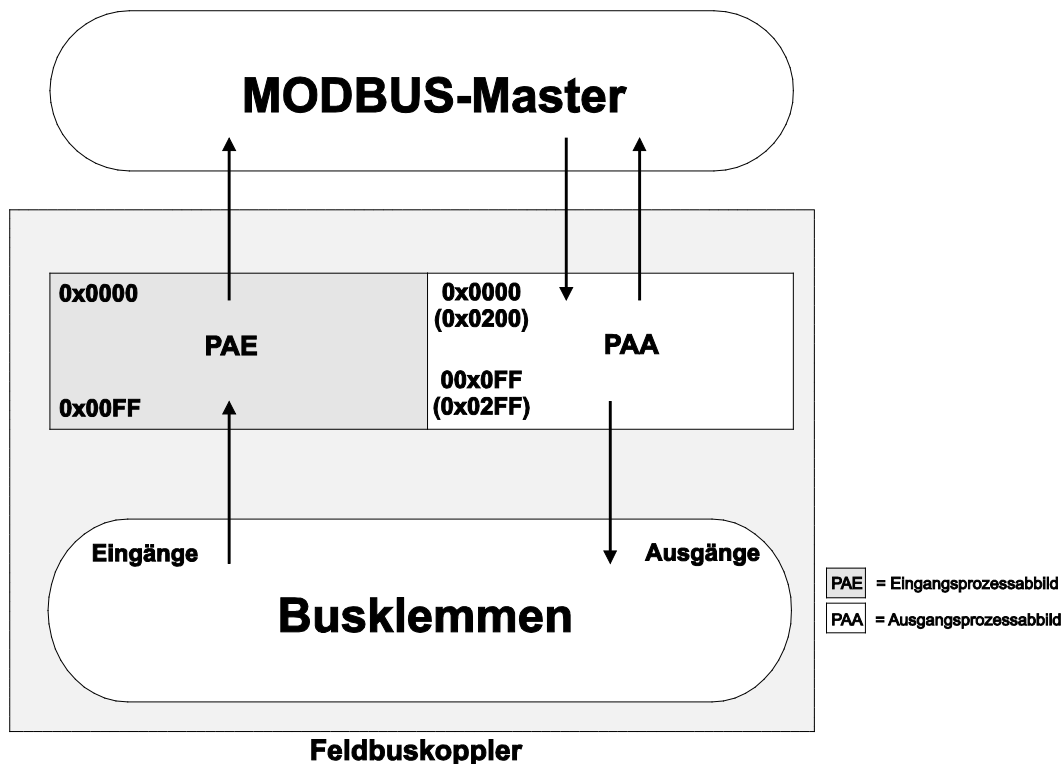 MODBUS-Master
0x0000
PAE
0x00FF
0x0000
(0x0200)
PAA
00x0FF
(0x02FF)
Eingänge
Ausgänge
Busklemmen
Feldbuskoppler
PAE = Eingangsprozessabbild
PAA = Ausgangsprozessabbild